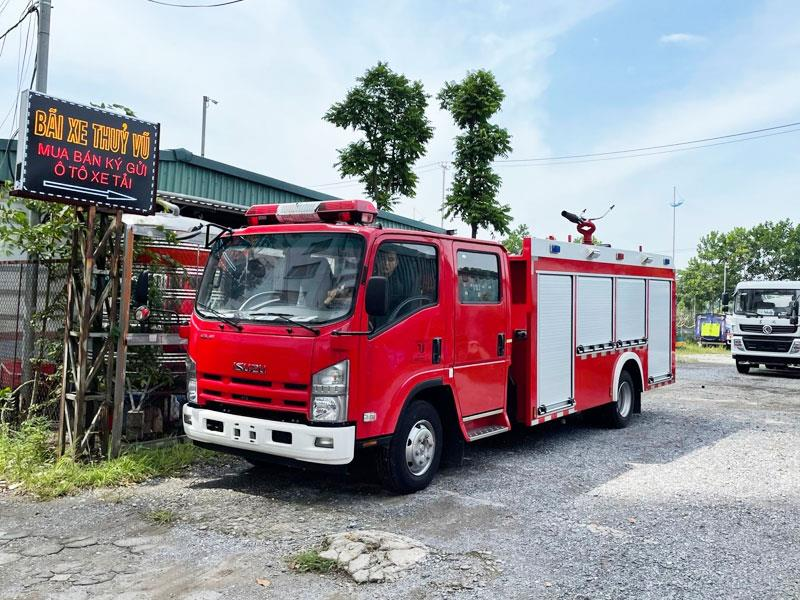 BÃI XE THUỶ VŨ
MUA BÁN KÝ GỬI
Ô TÔ XE TẢI
ISUZU